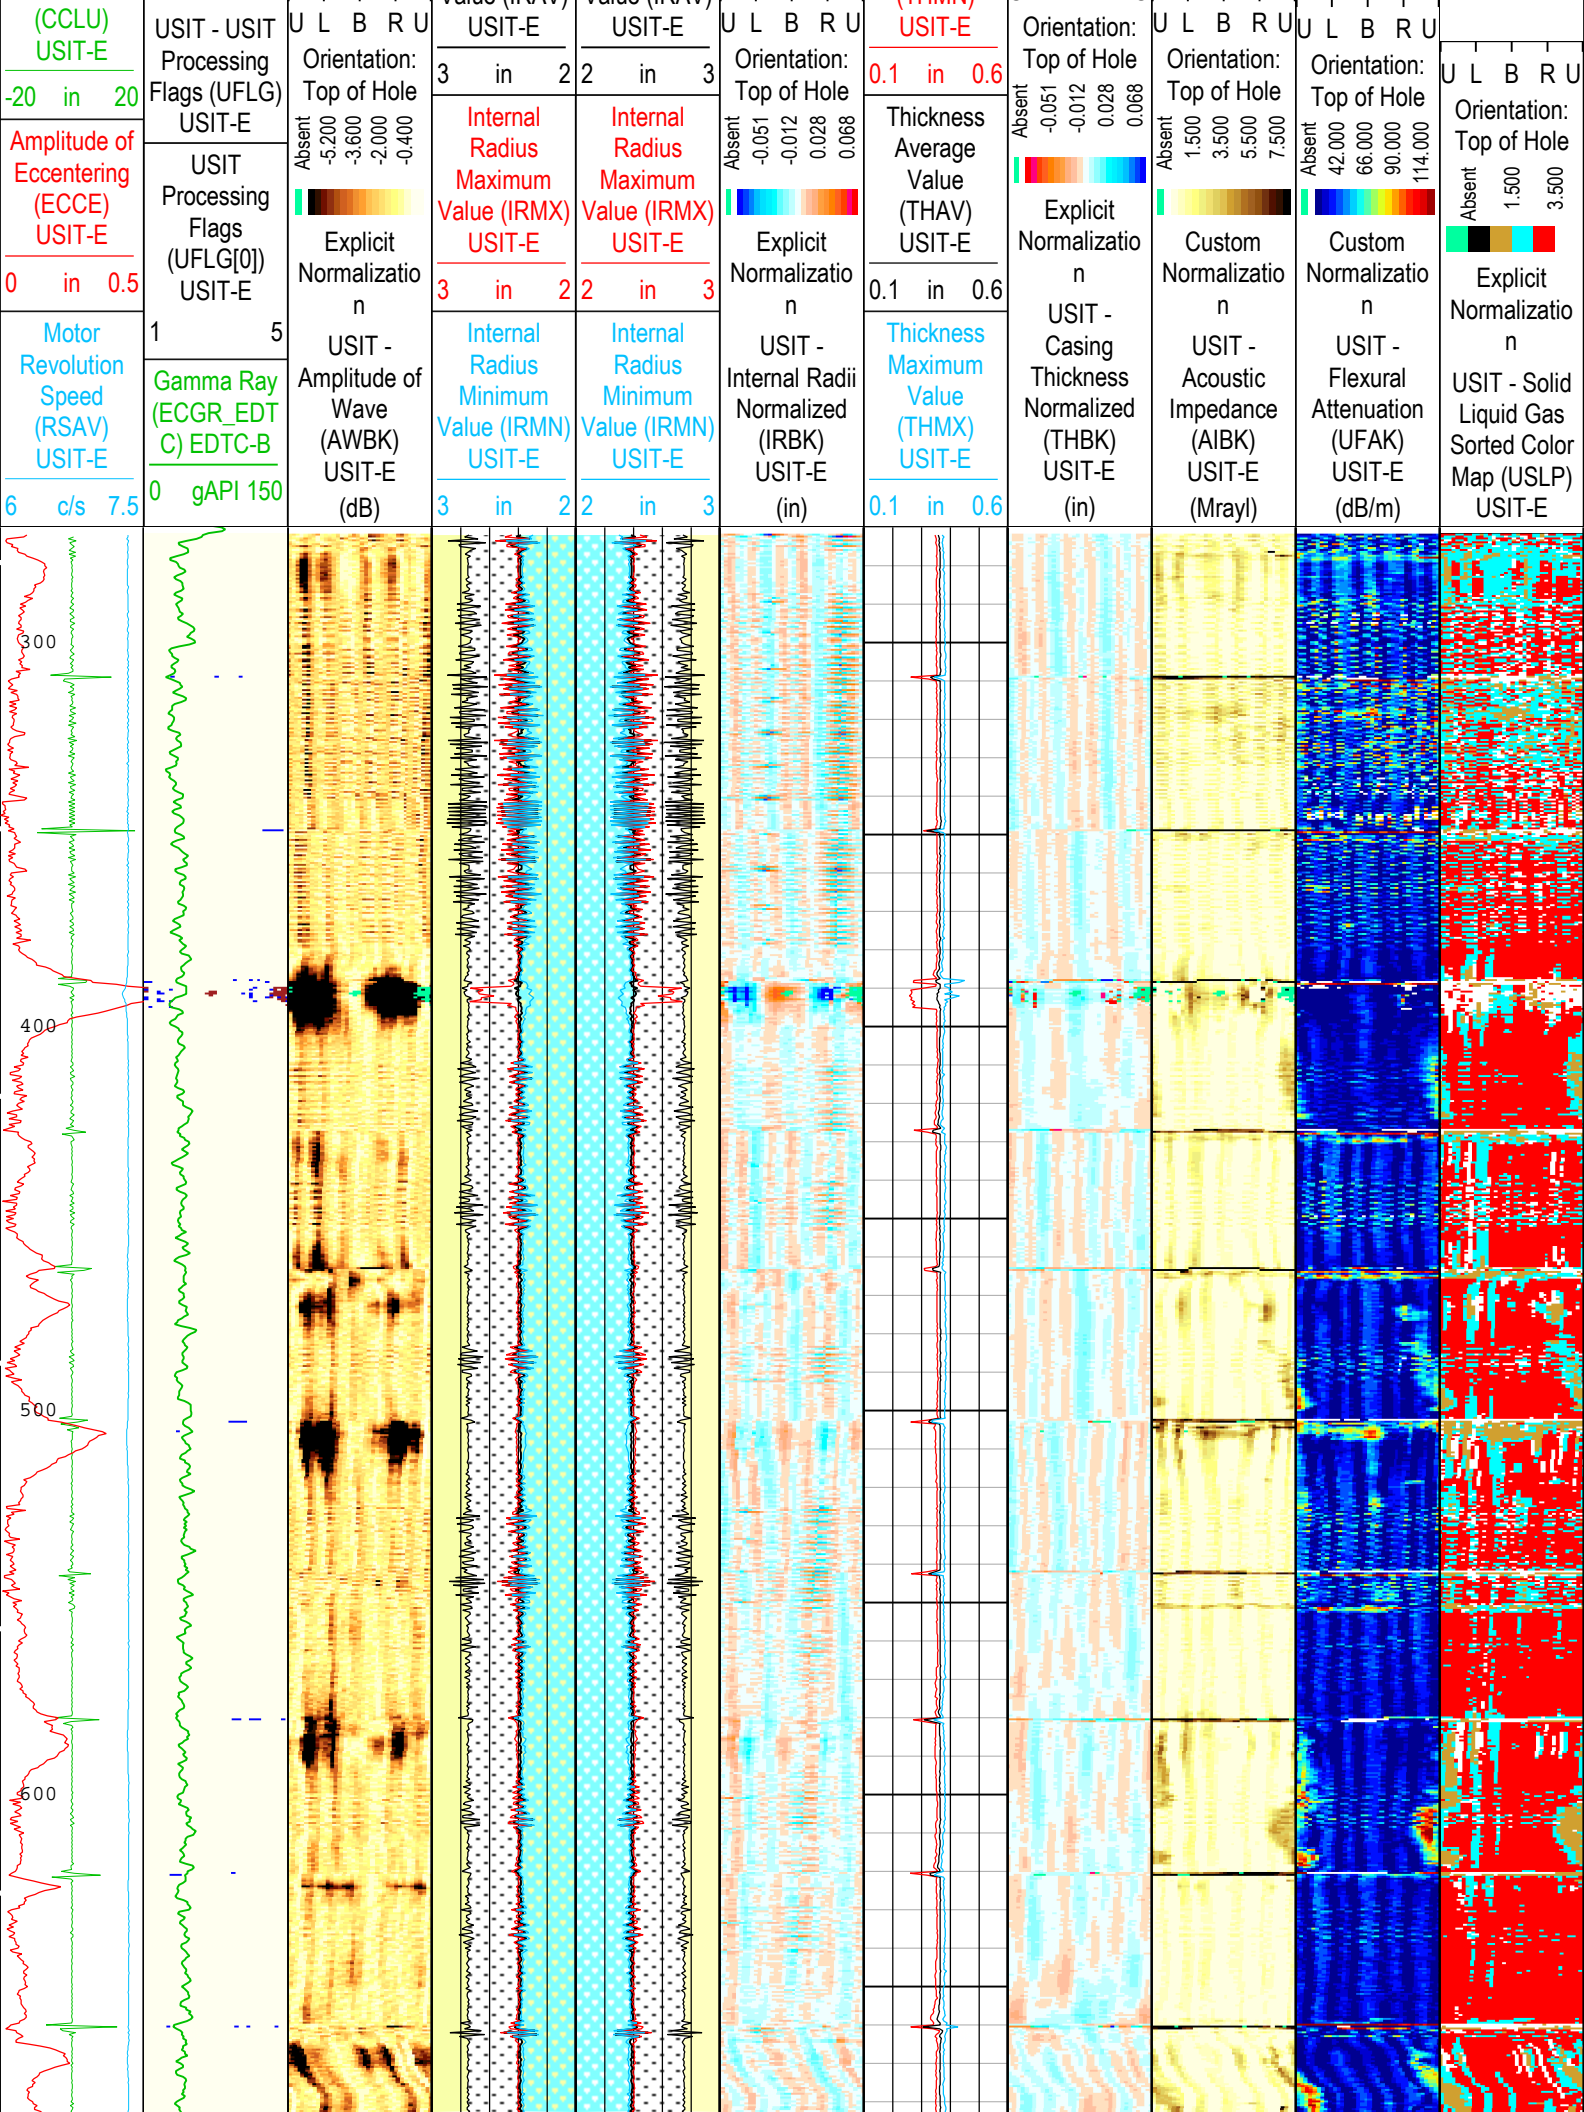 (CCLU)
USIT-E
-20 in 20
Amplitude of
Eccentering
(ECCE)
USIT-E
0 in 0.5
Motor
Revolution
Speed
(RSAV)
USIT-E
6 c/s 7.5
USIT - USIT
Processing
Flags (UFLG)
USIT-E
USIT
Processing
Flags
(UFLG[0])
USIT-E
1 5
Gamma Ray
(ECGR_EDT
C) EDTC-B
0 gAPI 150
U L B R U
Orientation:
Top of Hole
Absent
-5.200
-3.600
-2.000
-0.400
Explicit
Normalizatio
n
USIT -
Amplitude of
Wave
(AWBK)
USIT-E
(dB)
Value (IRAV)
USIT-E
3 in 2
Internal
Radius
Maximum
Value (IRMX)
USIT-E
3 in 2
Internal
Radius
Minimum
Value (IRMN)
USIT-E
3 in 2
Value (IRAV)
USIT-E
2 in 3
Internal
Radius
Maximum
Value (IRMX)
USIT-E
2 in 3
Internal
Radius
Minimum
Value (IRMN)
USIT-E
2 in 3
U L B R U
Orientation:
Top of Hole
Absent
-0.051
-0.012
0.028
0.068
Explicit
Normalizatio
n
USIT -
Internal Radii
Normalized
(IRBK)
USIT-E
(in)
(THMN)
USIT-E
0.1 in 0.6
Thickness
Average
Value
(THAV)
USIT-E
0.1 in 0.6
Thickness
Maximum
Value
(THMX)
USIT-E
0.1 in 0.6
Orientation:
Top of Hole
Absent
-0.051
-0.012
0.028
0.068
Explicit
Normalizatio
n
USIT -
Casing
Thickness
Normalized
(THBK)
USIT-E
(in)
U L B R U
Orientation:
Top of Hole
Absent
1.500
3.500
5.500
7.500
Custom
Normalizatio
n
USIT -
Acoustic
Impedance
(AIBK)
USIT-E
(Mrayl)
U L B R U
Orientation:
Top of Hole
Absent
42.000
66.000
90.000
114.000
Custom
Normalizatio
n
USIT -
Flexural
Attenuation
(UFAK)
USIT-E
(dB/m)
U L B R U
Orientation:
Top of Hole
Absent
1.500
3.500
Explicit
Normalizatio
n
USIT - Solid
Liquid Gas
Sorted Color
Map (USLP)
USIT-E
300
400
500
600